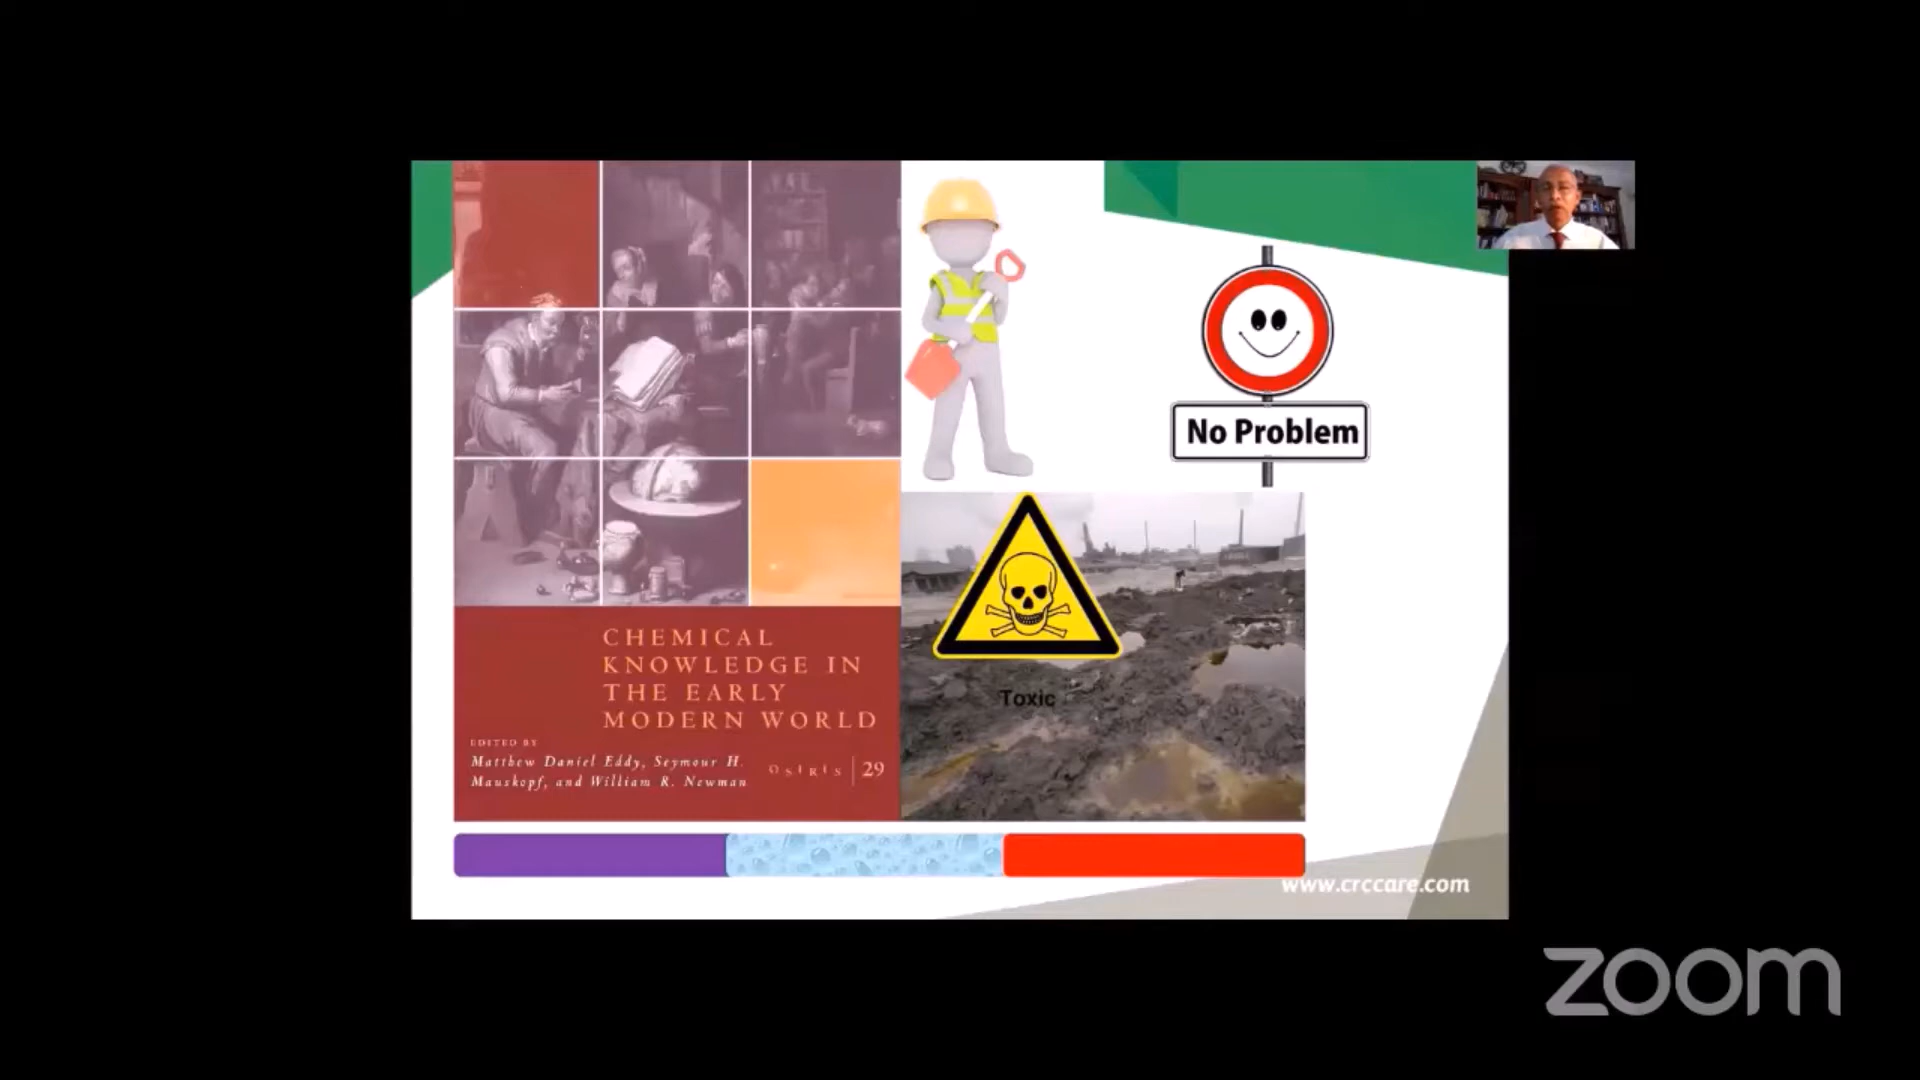 No Problem
Toxic
CHEMICAL
KNOWLEDGE IN
THE EARLY
MODERN WORLD
EDITED BY
Matthew Daniel Eddy, Seymour H.
Mauskopf, and William R. Newman
OSIRIS | 29
www.crccare.com
zoom